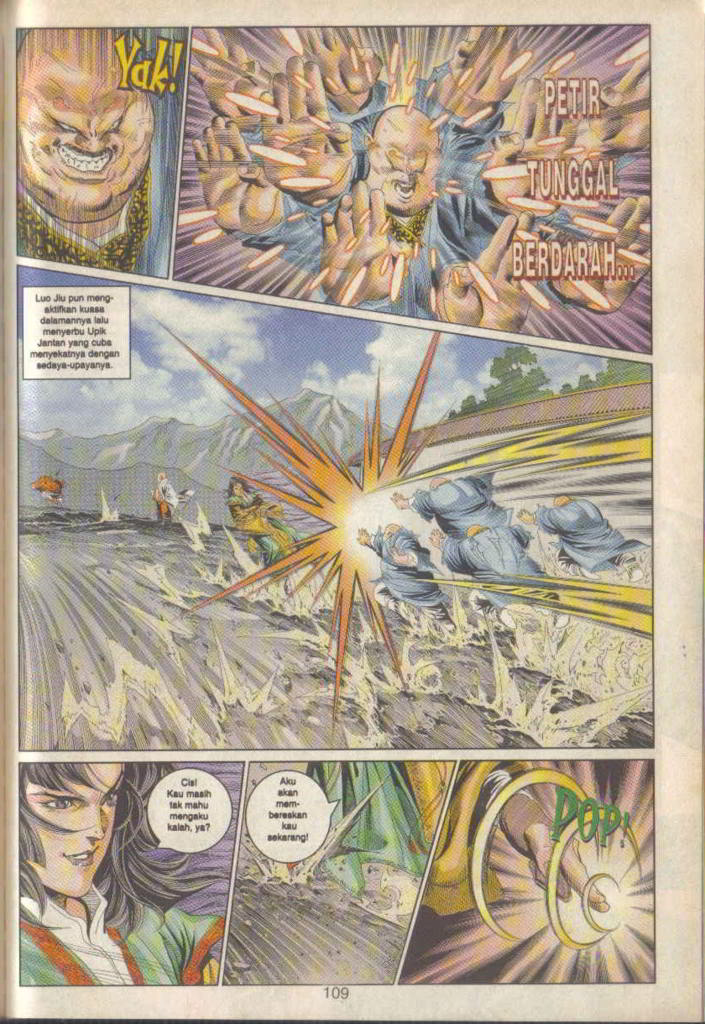 Yak!
PETIR
TUNGGAL
BERDARAH...
Luo Jiu pun meng-
aktifkan kuasa
dalamannya lalu
menyerbu Upik
Jantan yang cuba
menyekatnya dengan
sedaya-upayanya.
Cis!
Kau masih
tak mahu
mengaku
kalah, ya?
Aku
akan
mem-
bereskan
kau
sekarang!
POP!
109